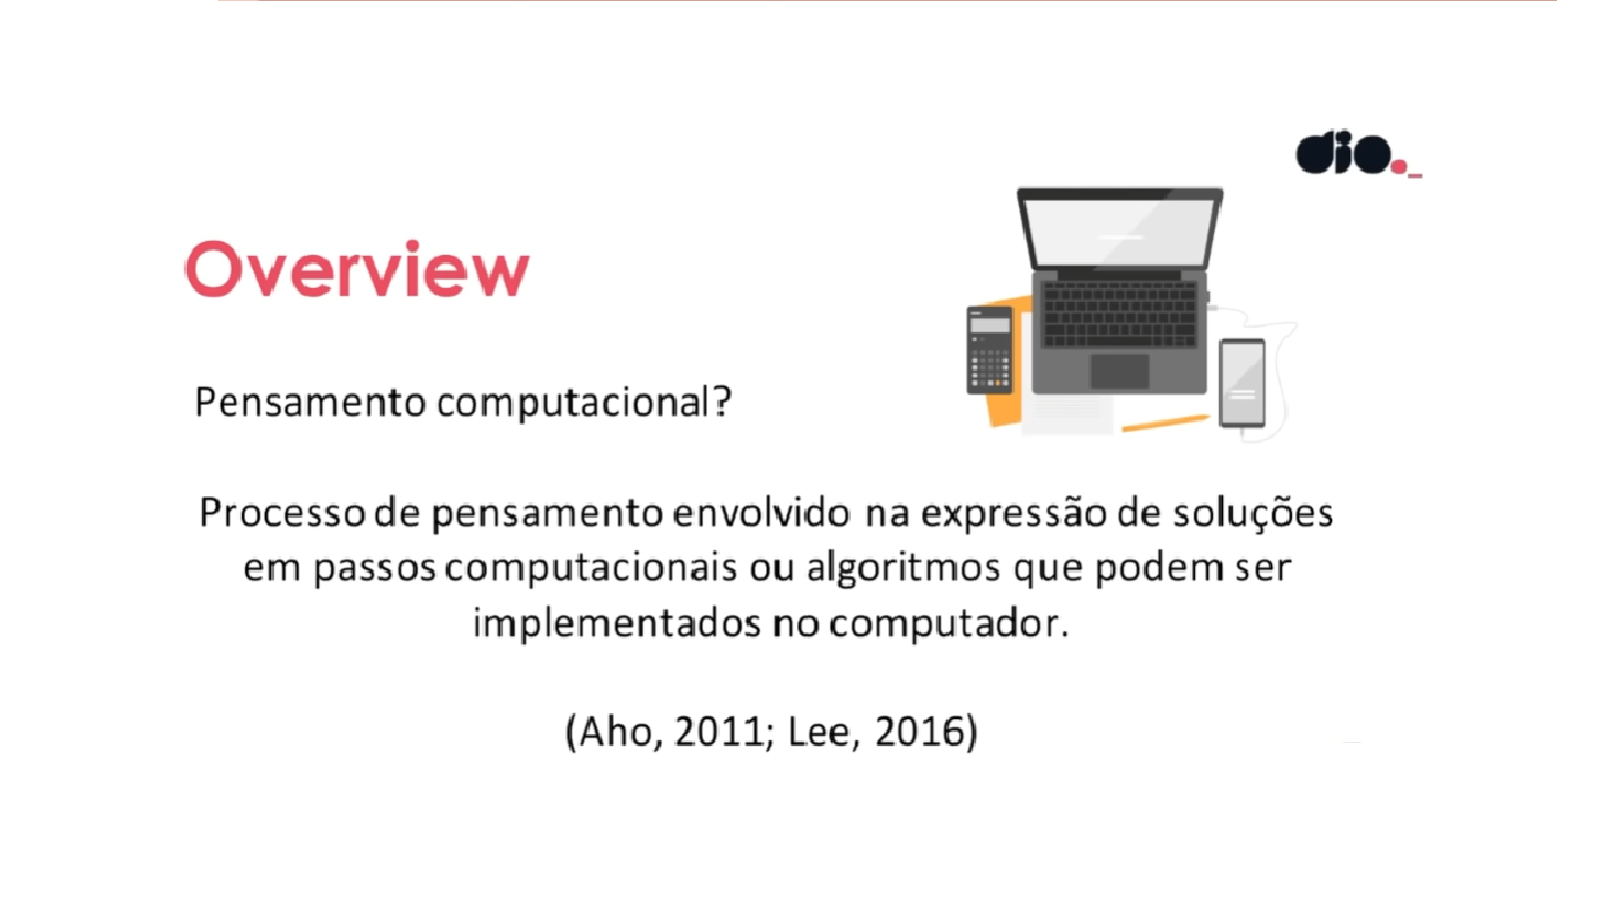 dio._
Overview
Pensamento computacional?
Processo de pensamento envolvido na expressão de soluções
em passos computacionais ou algoritmos que podem ser
implementados no computador.
(Aho, 2011; Lee, 2016)